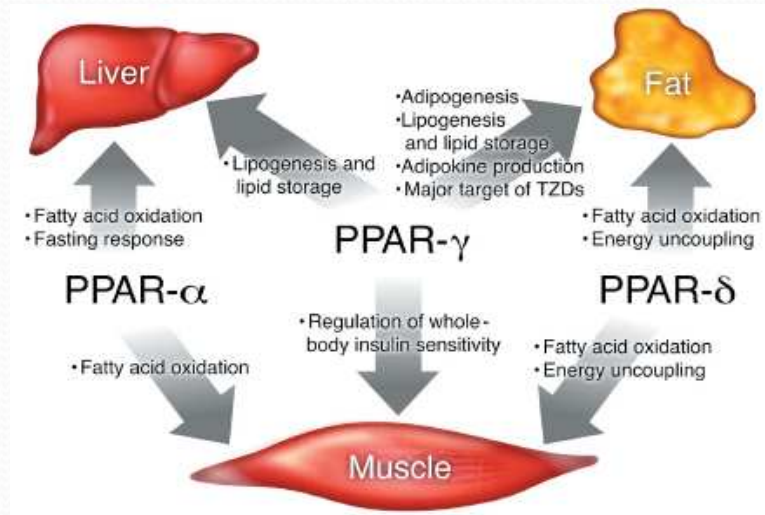 Liver
Fat
•Adipogenesis
•Lipogenesis
and lipid storage
•Adipokine production
•Major target of TZDs
•Lipogenesis and
lipid storage
•Fatty acid oxidation
•Fasting response
•Fatty acid oxidation
•Energy uncoupling
PPAR-γ
PPAR-α
PPAR-δ
•Regulation of whole-
body insulin sensitivity
•Fatty acid oxidation
•Fatty acid oxidation
•Energy uncoupling
Muscle